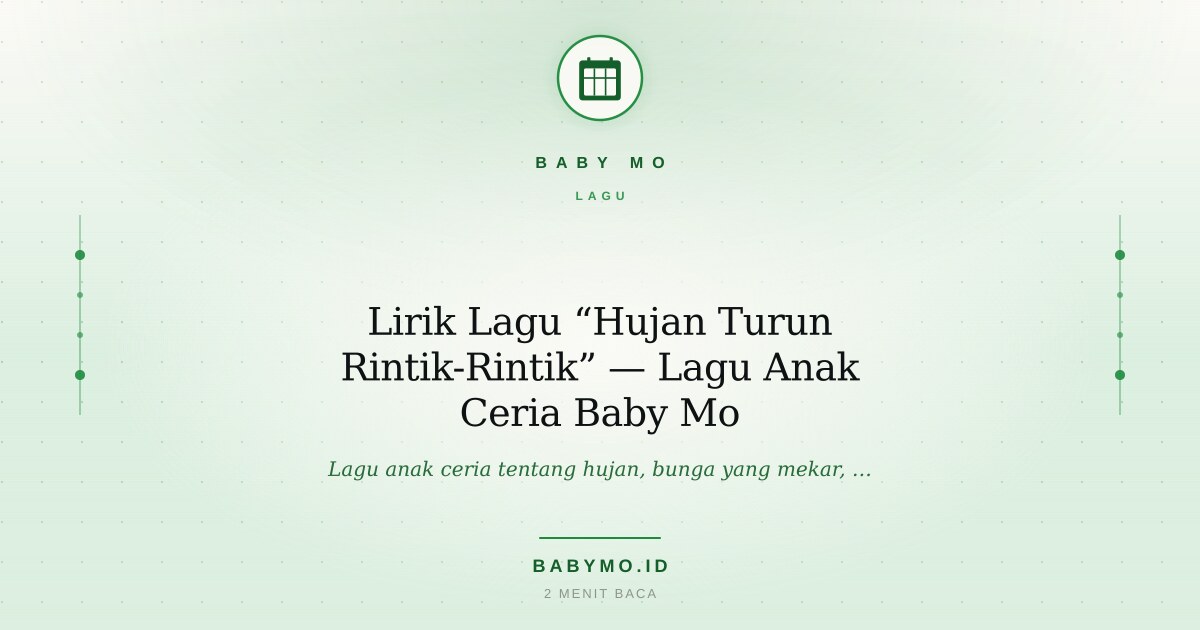 BABY MO
LAGU
Lirik Lagu “Hujan Turun
Rintik-Rintik” — Lagu Anak
Ceria Baby Mo
Lagu anak ceria tentang hujan, bunga yang mekar, ...
BABYMO.ID
2 MENIT BACA